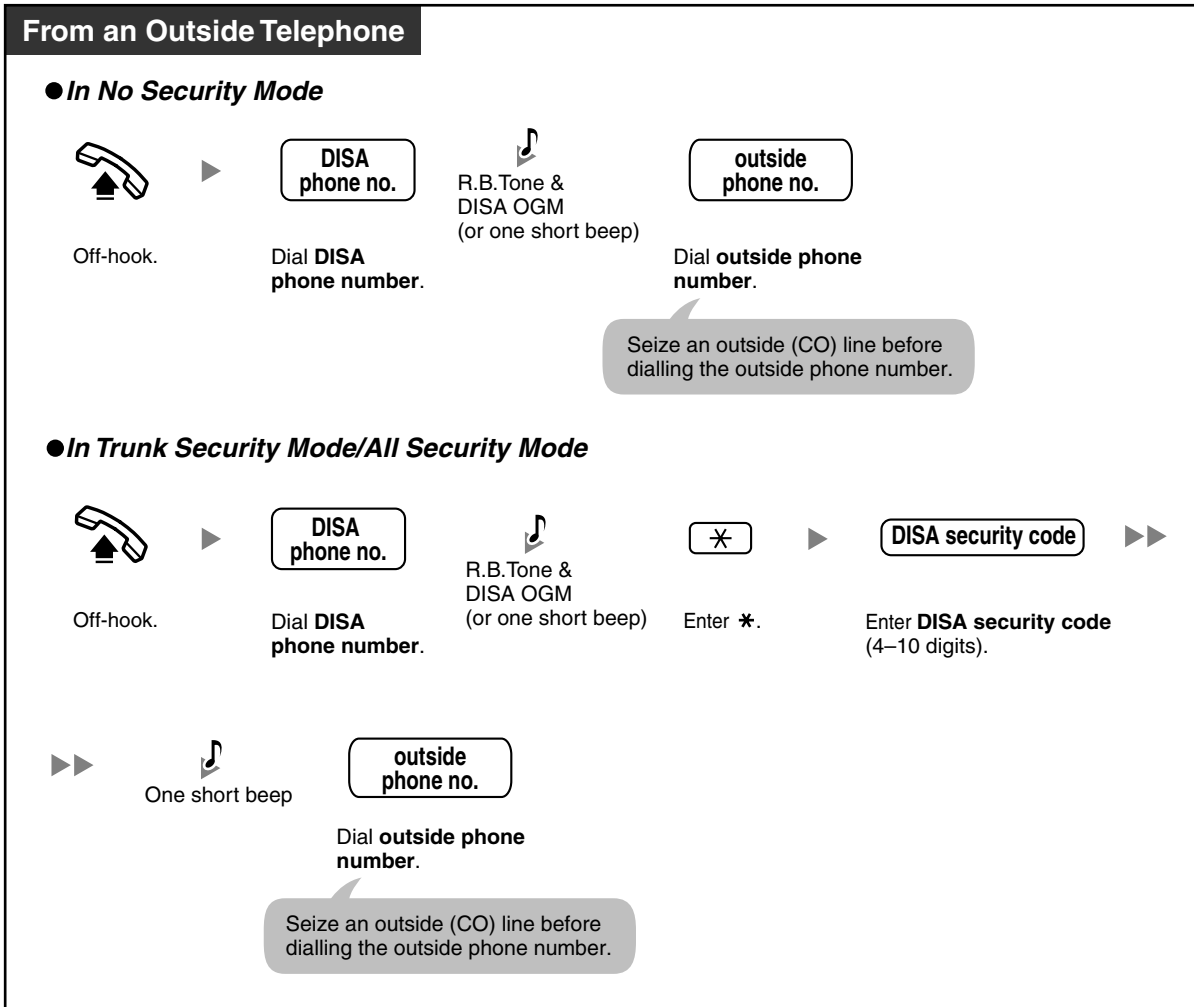 From an Outside Telephone
●In No Security Mode
DISA
phone no.
R.B.Tone &
DISA OGM
(or one short beep)
outside
phone no.
Off-hook.
Dial DISA
phone number.
Dial outside phone
number.
Seize an outside (CO) line before
dialling the outside phone number.
●In Trunk Security Mode/All Security Mode
DISA
phone no.
R.B.Tone &
DISA OGM
(or one short beep)
*
DISA security code
Off-hook.
Dial DISA
phone number.
Enter *.
Enter DISA security code
(4–10 digits).
One short beep
outside
phone no.
Dial outside phone
number.
Seize an outside (CO) line before
dialling the outside phone number.